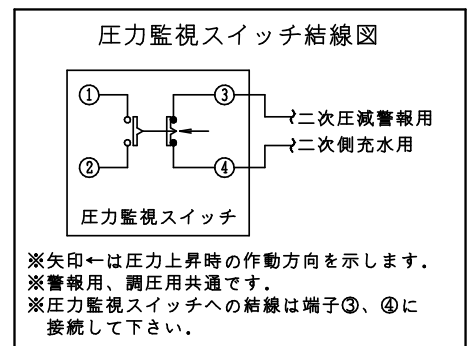 圧力監視スイッチ結線図
① ③
二次圧減警報用
二次側充水用
② ④
圧力監視スイッチ
※矢印←は圧力上昇時の作動方向を示します.
※警報用、調圧用共通です.
※圧力監視スイッチへの結線は端子③、④に
接続して下さい.